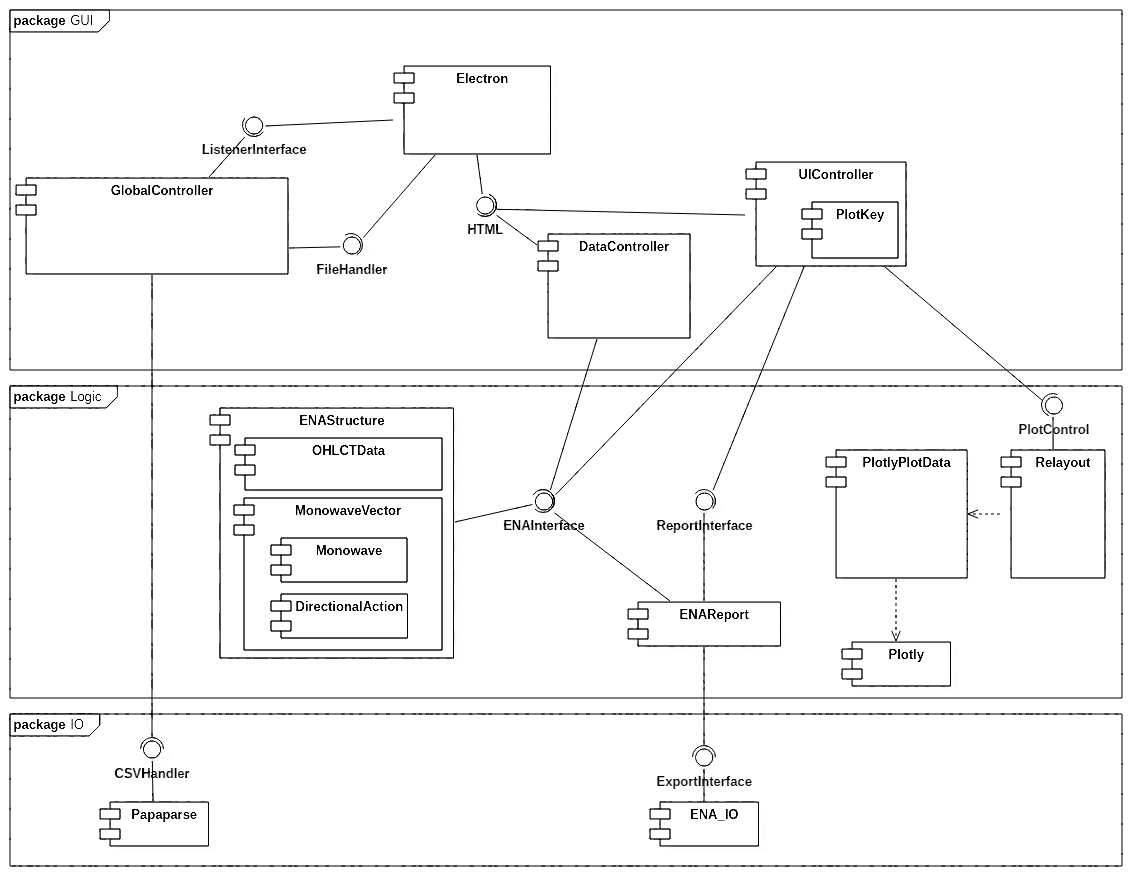 package GUI
Electron
ListenerInterface
GlobalController
UIController
PlotKey
HTML
DataController
FileHandler
package Logic
ENAStructure
OHLCTData
PlotControl
PlotlyPlotData
Relayout
MonowaveVector
ENAInterface
ReportInterface
Monowave
DirectionalAction
ENAReport
Plotly
package IO
CSVHandler
ExportInterface
Papaparse
ENA_IO